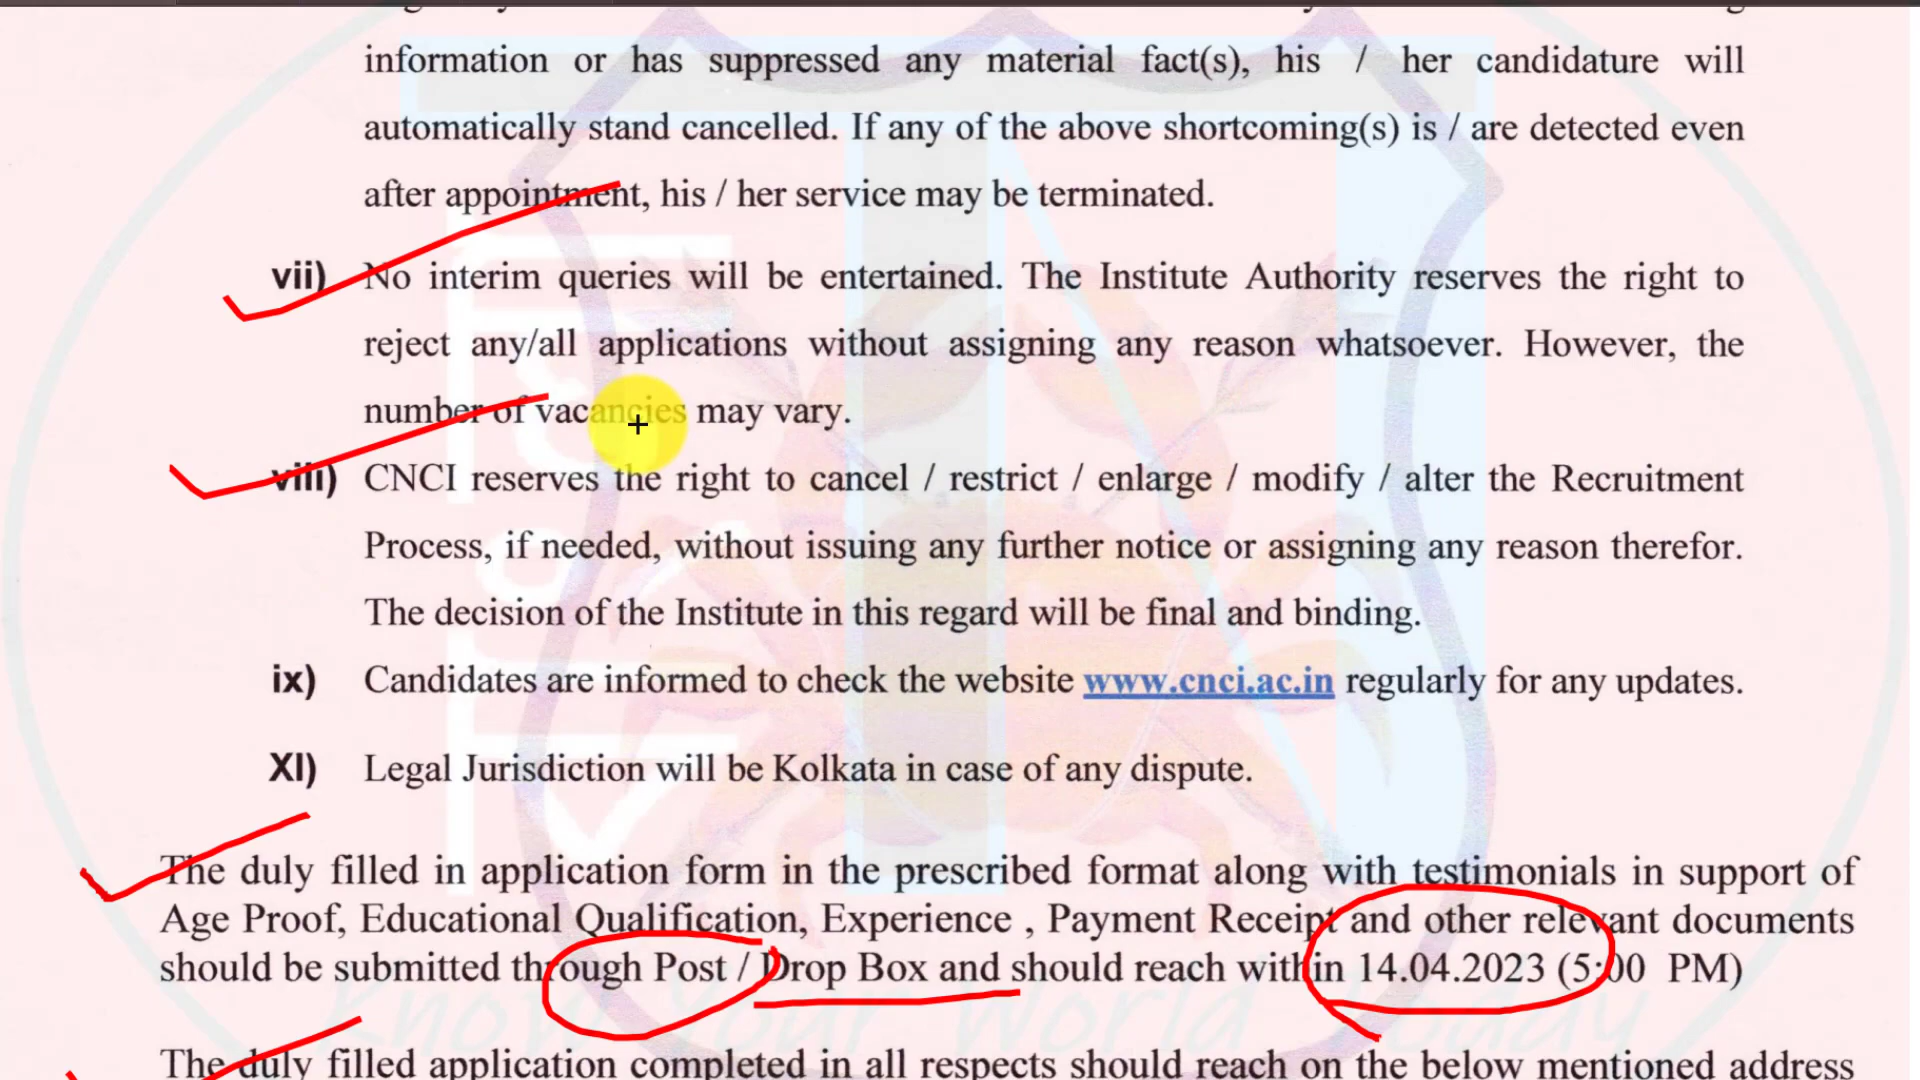 information or has suppressed any material fact(s), his / her candidature will
automatically stand cancelled. If any of the above shortcoming(s) is / are detected even
after appointment, his / her service may be terminated.
vii) No interim queries will be entertained. The Institute Authority reserves the right to
reject any/all applications without assigning any reason whatsoever. However, the
number of vacancies may vary.
viii) CNCI reserves the right to cancel / restrict / enlarge / modify / alter the Recruitment
Process, if needed, without issuing any further notice or assigning any reason therefor.
The decision of the Institute in this regard will be final and binding.
ix) Candidates are informed to check the website www.cnci.ac.in regularly for any updates.
XI) Legal Jurisdiction will be Kolkata in case of any dispute.
The duly filled in application form in the prescribed format along with testimonials in support of
Age Proof, Educational Qualification, Experience , Payment Receipt and other relevant documents
should be submitted through Post / Drop Box and should reach within 14.04.2023 (5:00 PM)
Know Your World Today
The duly filled application completed in all respects should reach on the below mentioned address